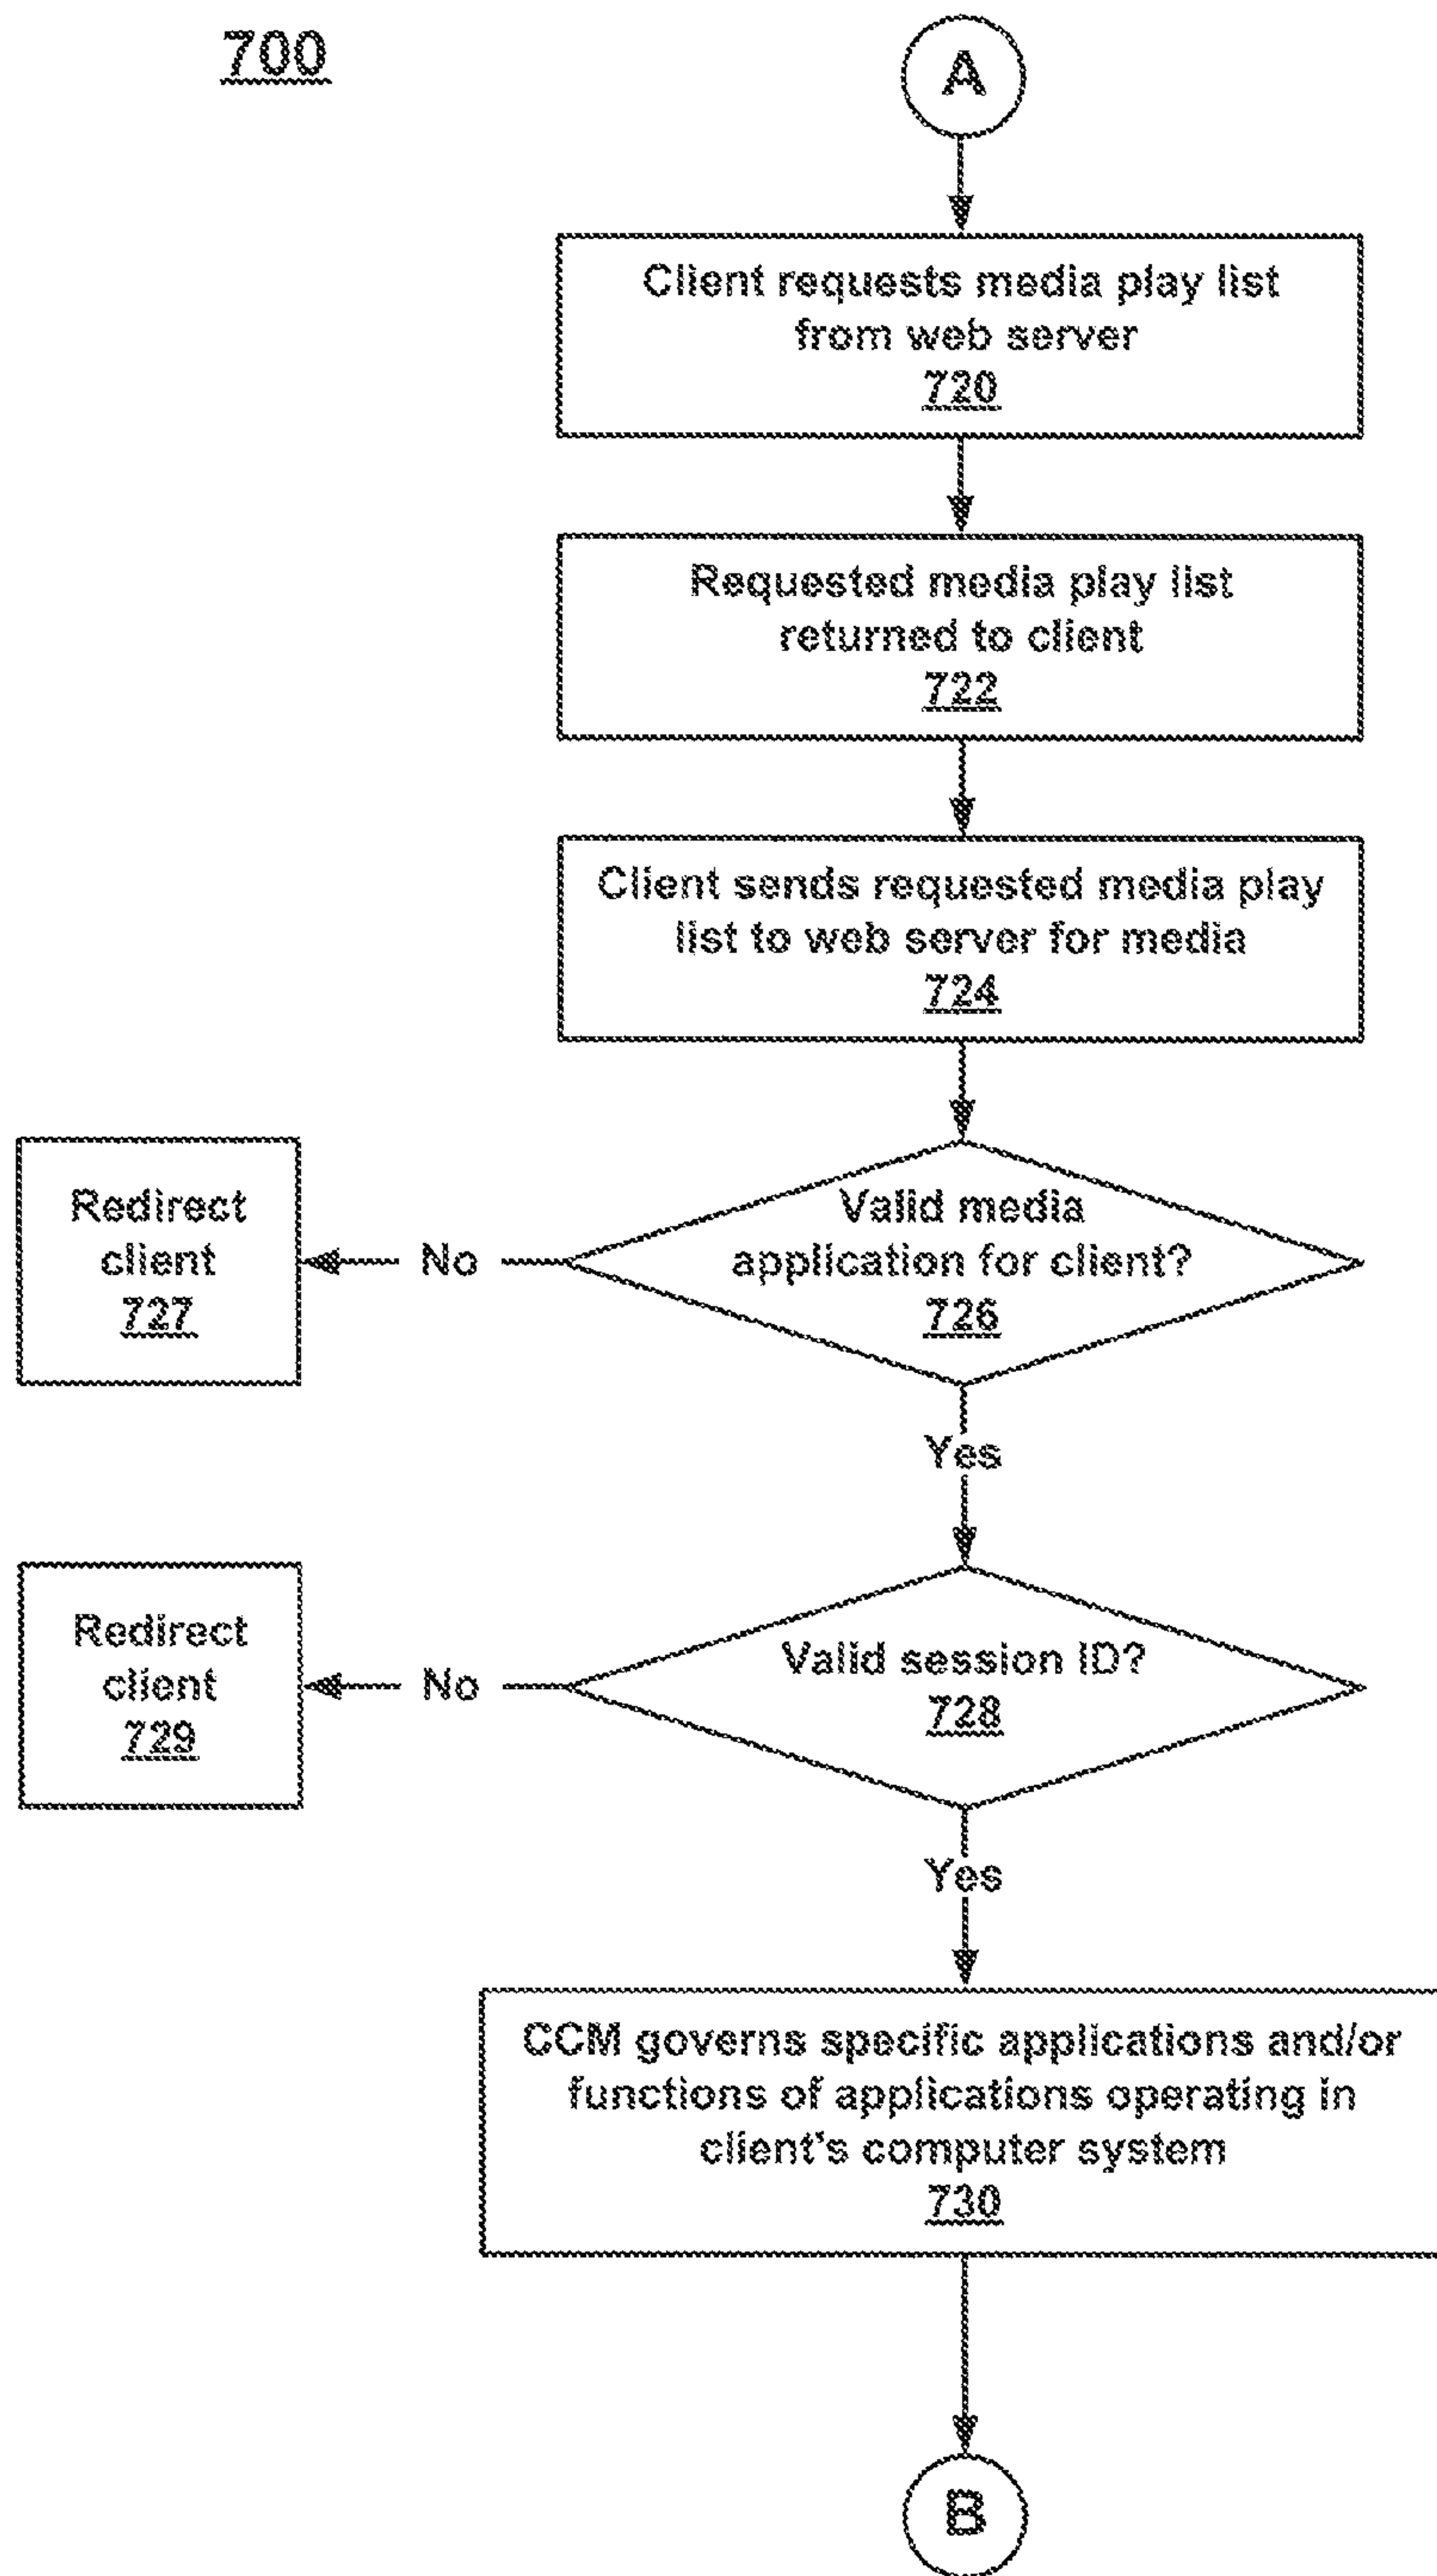 700
A
Client requests media play list
from web server
720
Requested media play list
returned to client
722
Client sends requested media play
list to web server for media
724
Valid media
application for client?
726
No
Redirect
client
727
Yes
Valid session ID?
728
No
Redirect
client
729
Yes
CCM governs specific applications and/or
functions of applications operating in
client's computer system
730
B